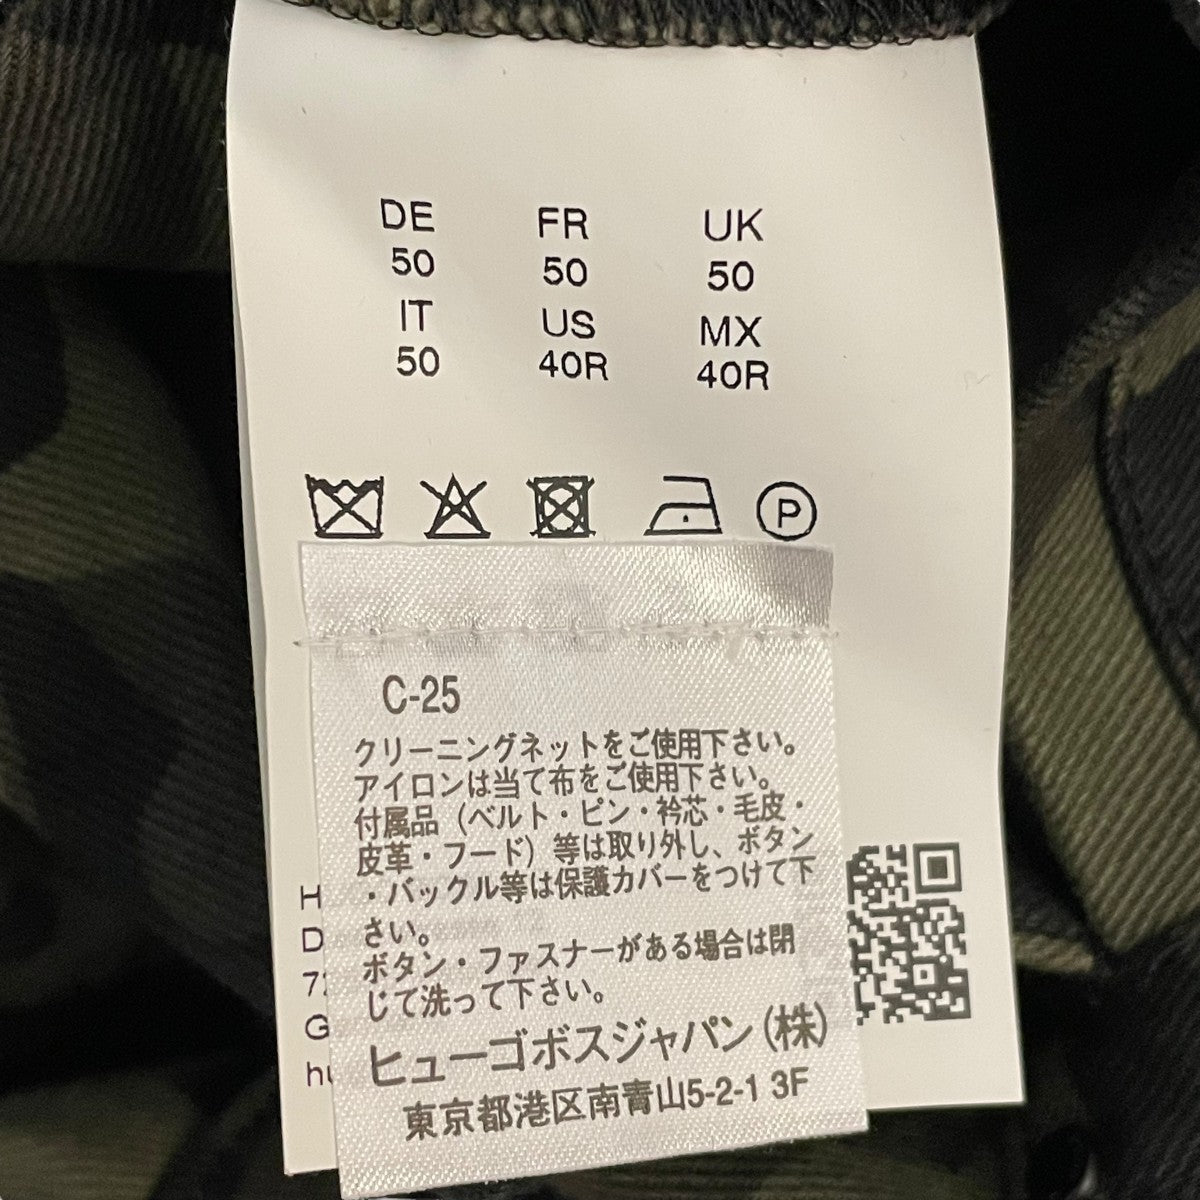 DE FR UK
50 50 50
IT US MX
50 40R 40R
P
C-25
クリーニングネットをご使用下さい。
アイロンは当て布をご使用下さい。
付属品（ベルト・ピン・衿芯・毛皮・
皮革・フード）等は取り外し、ボタン
・バックル等は保護カバーをつけて下
さい。
ボタン・ファスナーがある場合は閉
じて洗って下さい。
ヒューゴボスジャパン(株)
東京都港区南青山5-2-1 3F
H
D
72
G
hu